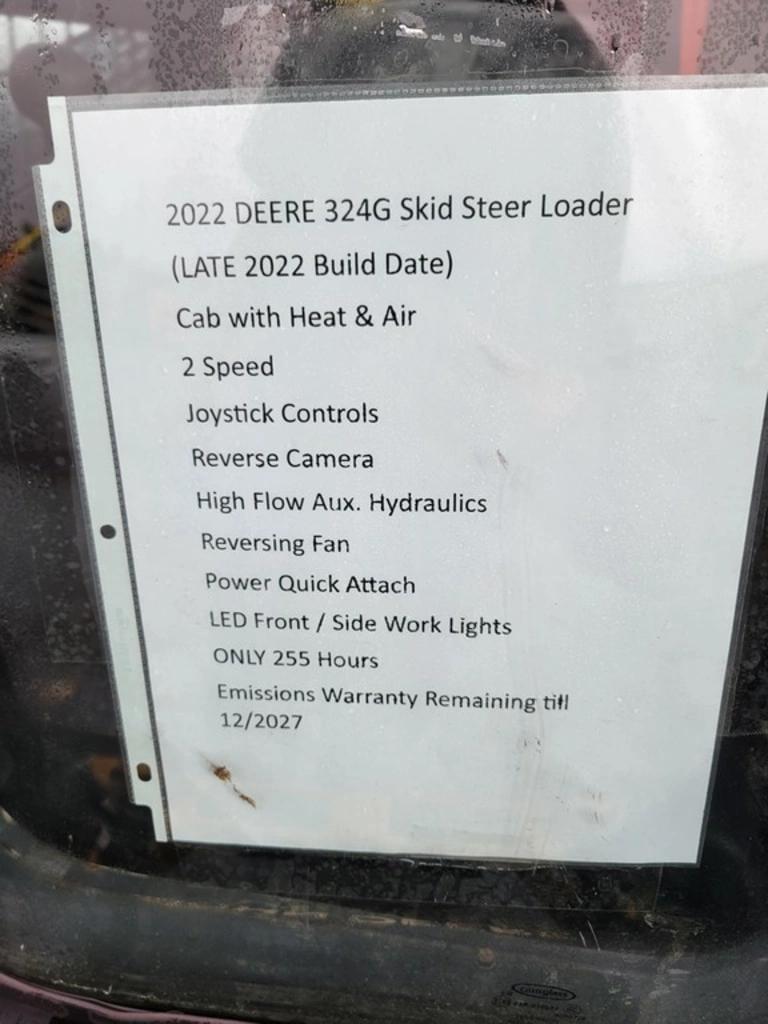 2022 DEERE 324G Skid Steer Loader
(LATE 2022 Build Date)
Cab with Heat & Air
2 Speed
Joystick Controls
Reverse Camera
High Flow Aux. Hydraulics
Reversing Fan
Power Quick Attach
LED Front / Side Work Lights
ONLY 255 Hours
Emissions Warranty Remaining till
12/2027